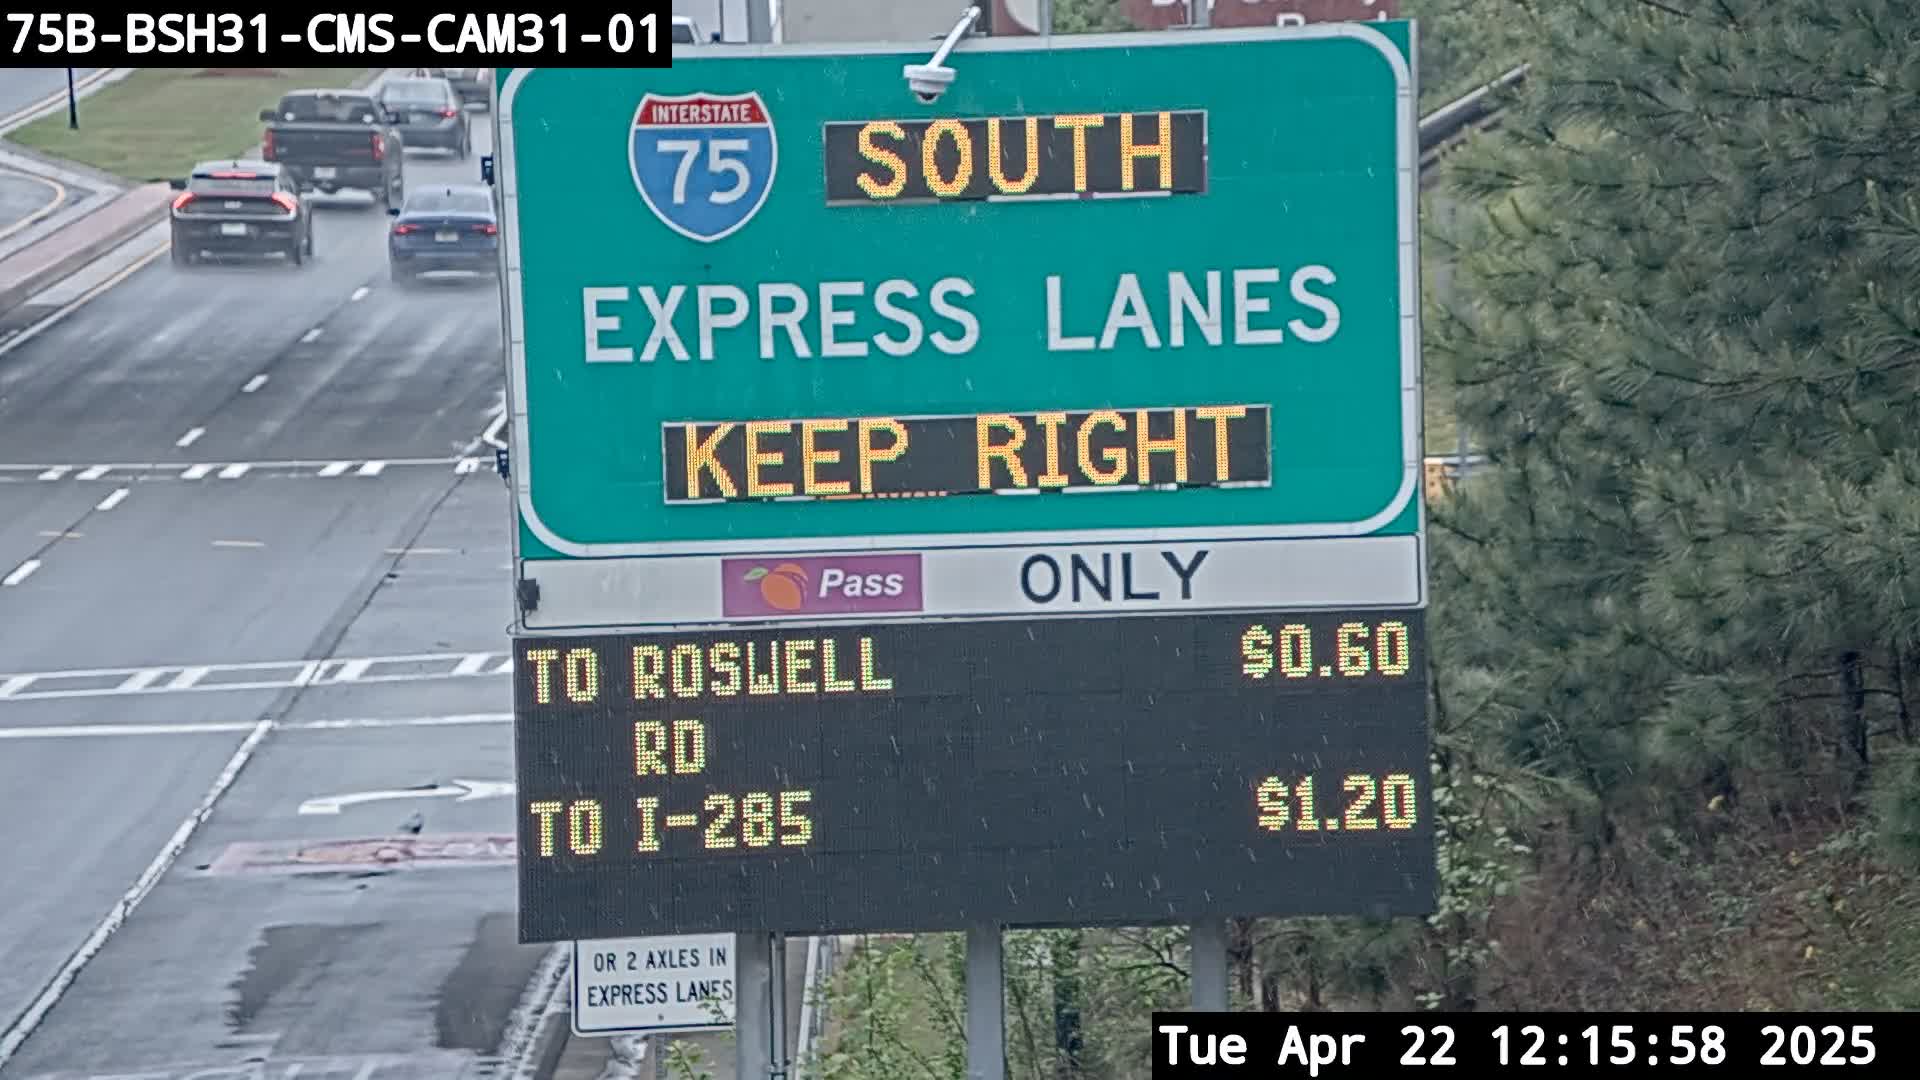 75B-BSH31-CMS-CAM31-01
INTERSTATE
75
SOUTH
EXPRESS LANES
KEEP RIGHT
Pass ONLY
TO ROSWELL $0.60
RD
TO I-285 $1.20
OR 2 AXLES IN
EXPRESS LANES
Tue Apr 22 12:15:58 2025